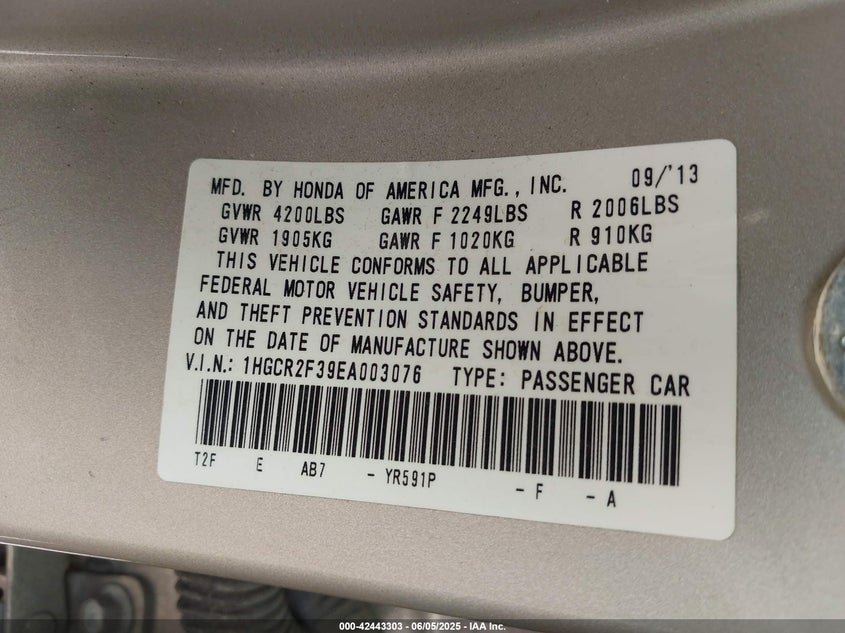 MFD. BY HONDA OF AMERICA MFG., INC. 09/'13
GVWR 4200LBS GAWR F 2249LBS R 2006LBS
GVWR 1905KG GAWR F 1020KG R 910KG
THIS VEHICLE CONFORMS TO ALL APPLICABLE
FEDERAL MOTOR VEHICLE SAFETY, BUMPER,
AND THEFT PREVENTION STANDARDS IN EFFECT
ON THE DATE OF MANUFACTURE SHOWN ABOVE.
V.I.N.: 1HGCR2F39EA003076 TYPE: PASSENGER CAR
T2F E AB7 - YR591P - F - A
000-42443303 - 06/05/2025 - IAA Inc.